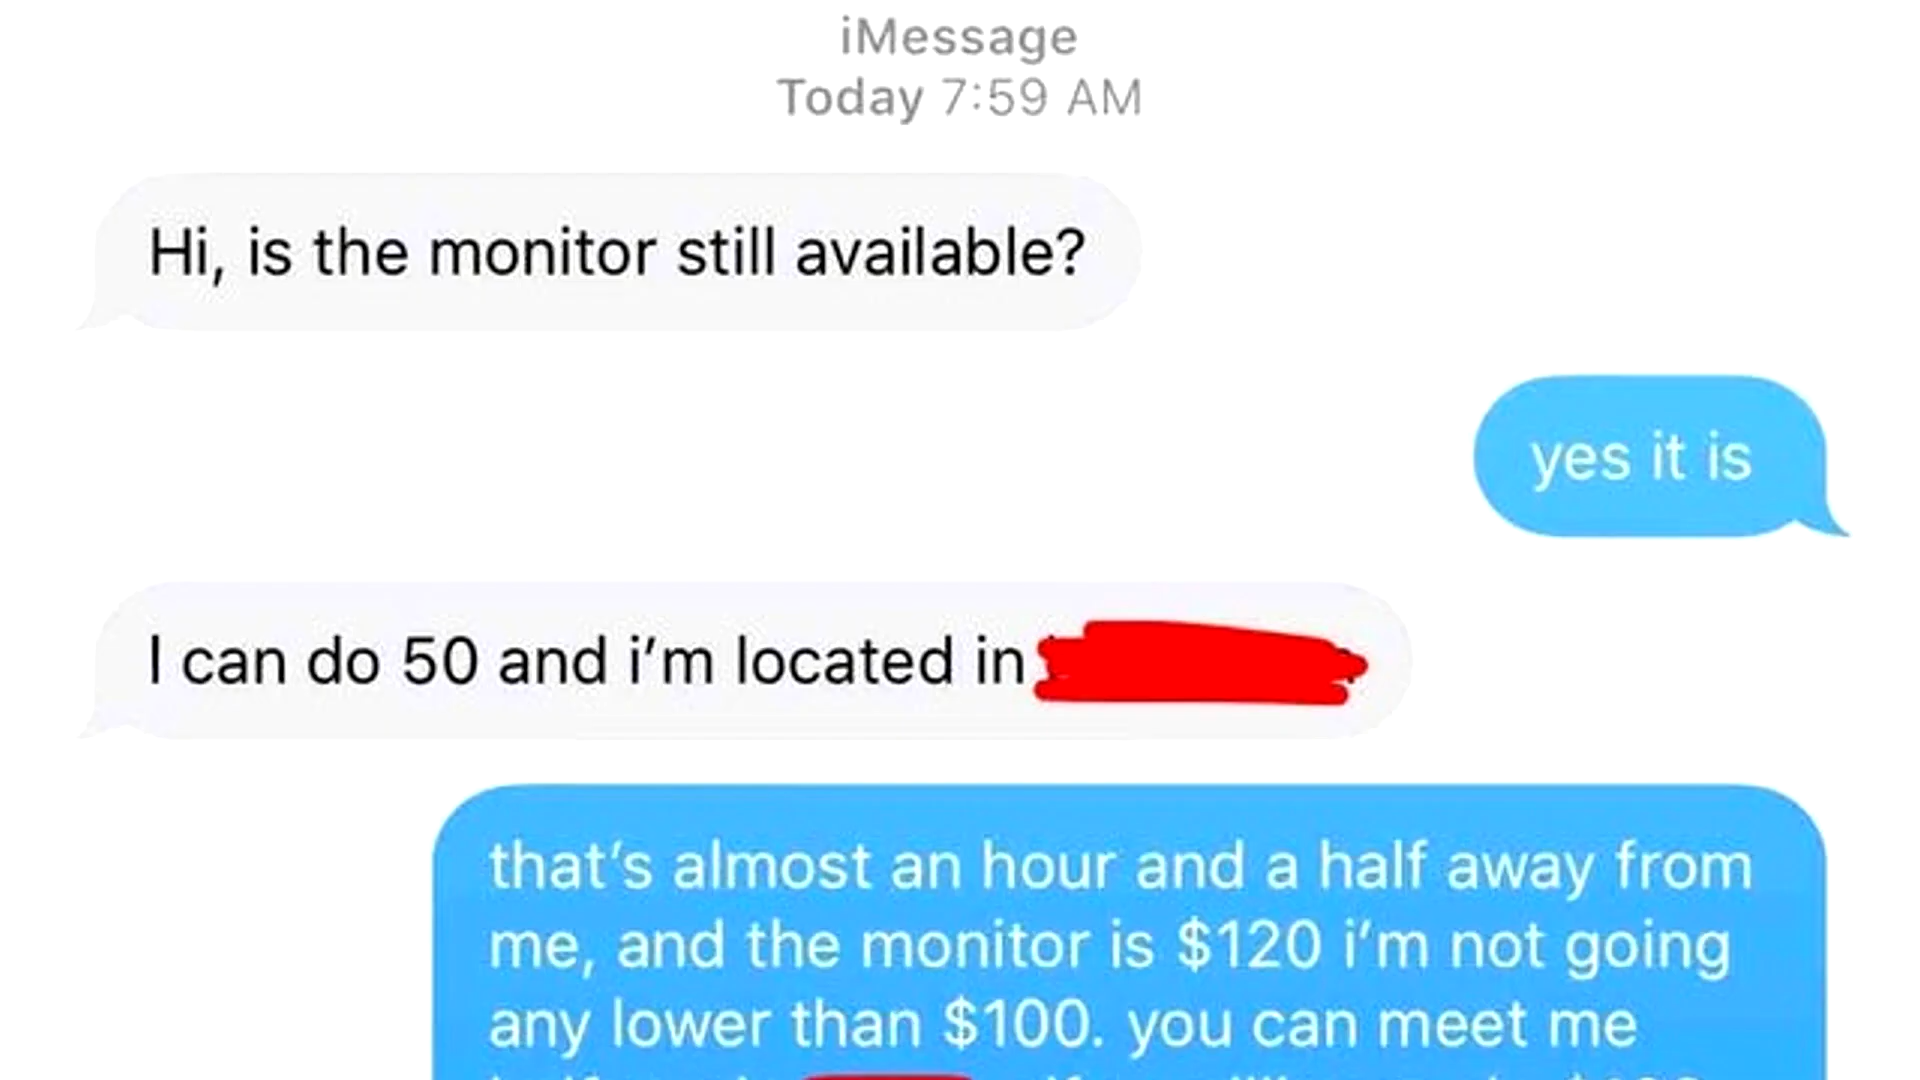 iMessage
Today 7:59 AM
Hi, is the monitor still available?
yes it is
I can do 50 and i’m located in
that’s almost an hour and a half away from
me, and the monitor is $120 i’m not going
any lower than $100. you can meet me